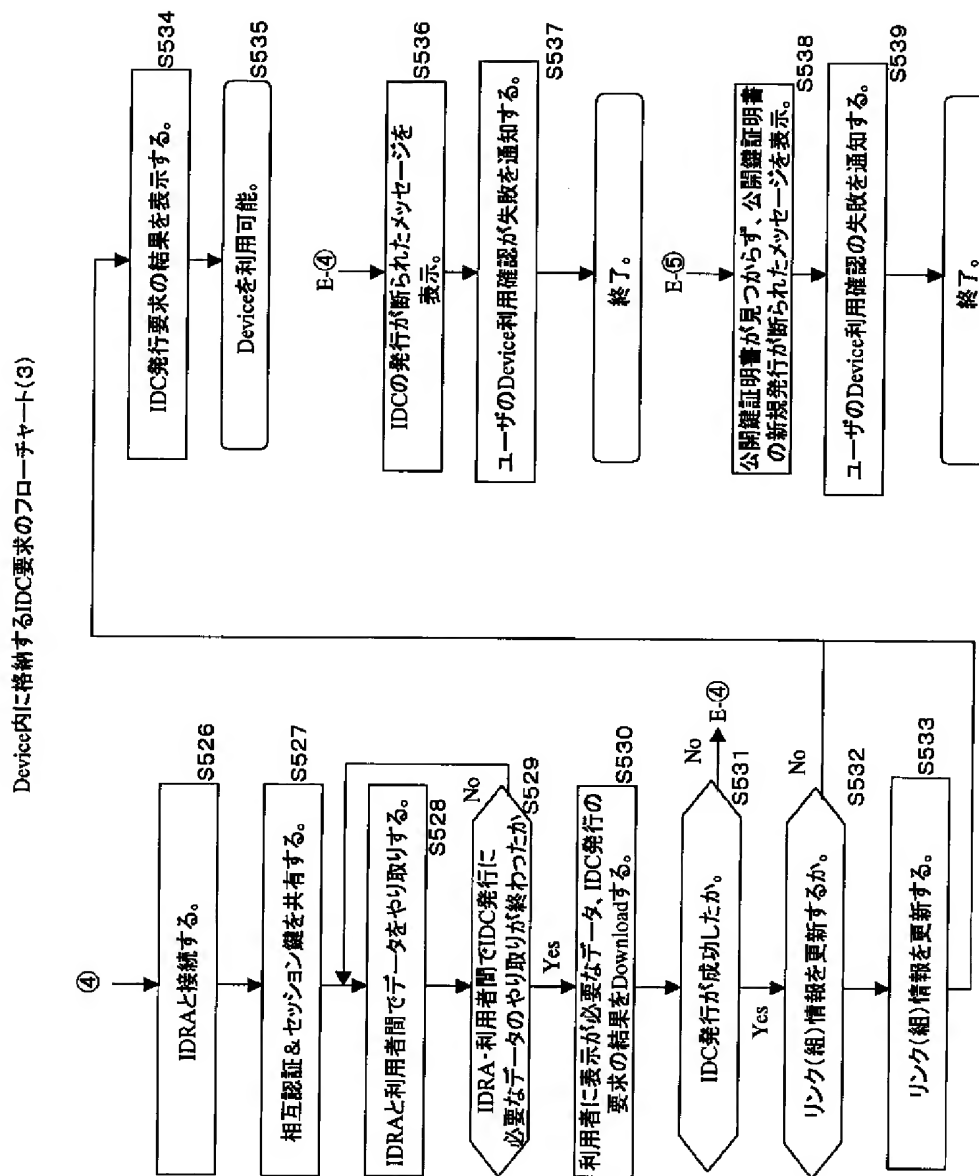 Device内に格納するIDC要求のフローチャート(3)
④
IDRAと接続する。
S526
相互認証&セッション鍵を共有する。
S527
IDRAと利用者間でデータをやり取りする。
S528
IDRA・利用者間でIDC発行に
必要なデータのやり取りが終わったか
No
S529
Yes
利用者に表示が必要なデータ、IDC発行の
要求の結果をDownloadする。
S530
IDC発行が成功したか。
No
E-④
S531
Yes
リンク(組)情報を更新するか。
No
S532
リンク(組)情報を更新する。
S533
IDC発行要求の結果を表示する。
S534
Deviceを利用可能。
S535
E-④
IDCの発行が断られたメッセージを
表示。
S536
ユーザのDevice利用確認が失敗を通知する。
S537
終了。
E-⑤
公開鍵証明書が見つからず、公開鍵証明書
の新規発行が断られたメッセージを表示。
S538
ユーザのDevice利用確認の失敗を通知する。
S539
終了。